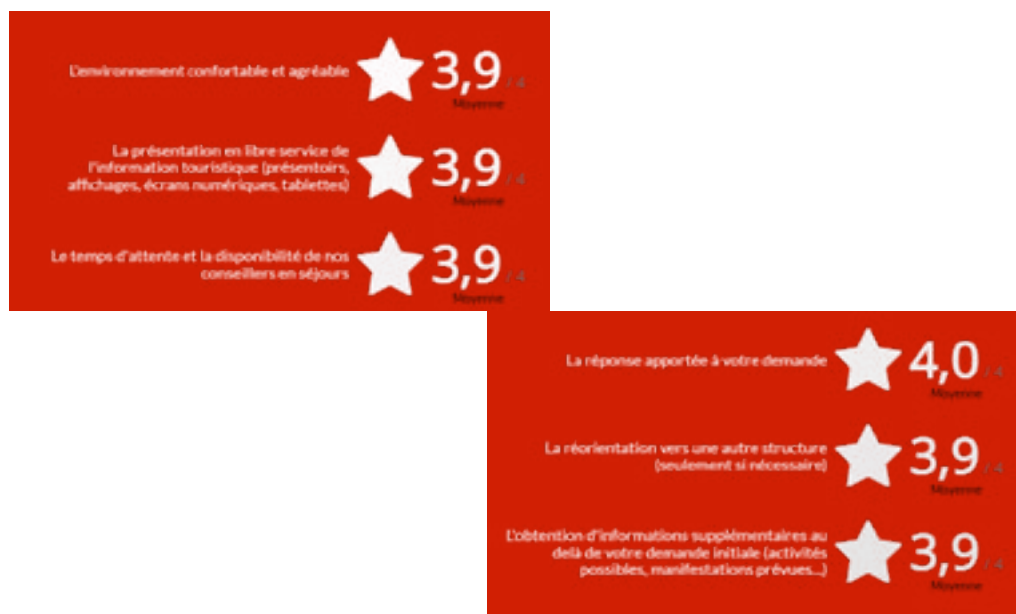 L'environnement confortable et agréable
3,9 / 4
Moyenne
La présentation en libre service de
l'information touristique (présentoirs,
affichages, écrans numériques, tablettes)
3,9 / 4
Moyenne
Le temps d'attente et la disponibilité de nos
conseillers en séjours
3,9 / 4
Moyenne
La réponse apportée à votre demande
4,0 / 4
Moyenne
La réorientation vers une autre structure
(seulement si nécessaire)
3,9 / 4
Moyenne
L'obtention d'informations supplémentaires au
delà de votre demande initiale (activités
possibles, manifestations prévues...)
3,9 / 4
Moyenne